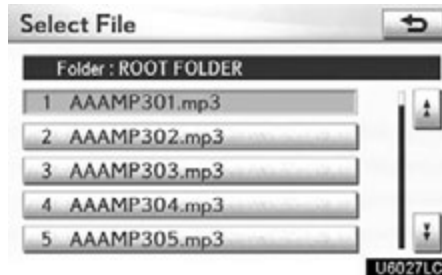 Select File
Folder : ROOT FOLDER
1 AAAMP301.mp3
2 AAAMP302.mp3
3 AAAMP303.mp3
4 AAAMP304.mp3
5 AAAMP305.mp3
U6027LC